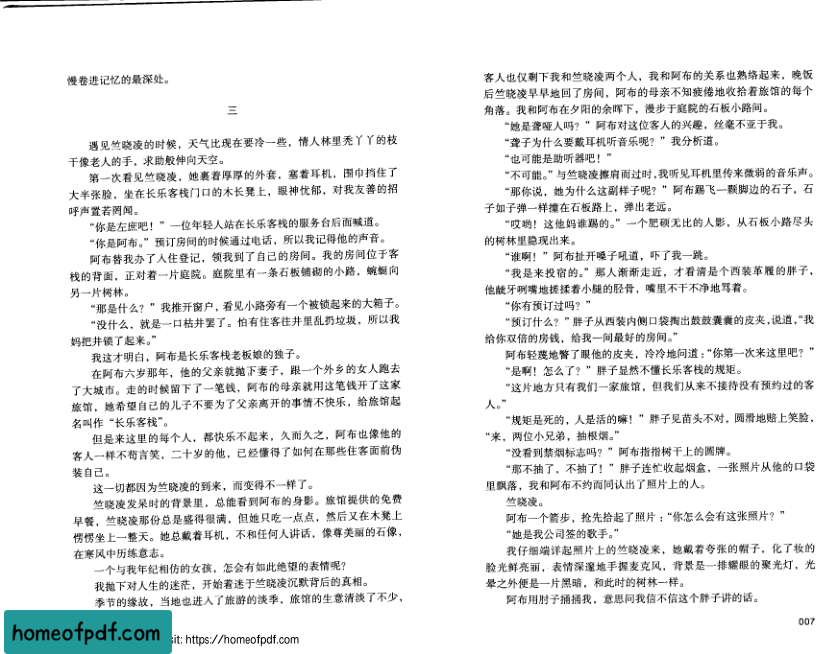 慢卷进记忆的最深处。
三
遇见竺晓凌的时候，天气比现在要冷一些，情人林里秃丫丫的枝
干像老人的手，求助般伸向天空。
第一次看见竺晓凌，她裹着厚厚的外套，塞着耳机，围巾挡住了
大半张脸，坐在长乐客栈门口的木长凳上，眼神忧郁，对我友善的招
呼声置若罔闻。
“你是左庶吧！”一位年轻人站在长乐客栈的服务台后面喊道。
“你是阿布。”预订房间的时候通过电话，所以我记得他的声音。
阿布替我办了入住登记，领我到了自己的房间。我的房间位于客
栈的背面，正对着一片庭院。庭院里有一条石板铺砌的小路，蜿蜒向
另一片树林。
“那是什么？”我推开窗户，看见小路旁有一个被锁起来的大箱子。
“没什么，就是一口枯井罢了。怕有住客往井里乱扔垃圾，所以我
妈把井锁了起来。”
我这才明白，阿布是长乐客栈老板娘的独子。
在阿布六岁那年，他的父亲就抛下妻子，跟一个外乡的女人跑去
了大城市。走的时候留下了一笔钱，阿布的母亲就用这笔钱开了这家
旅馆，她希望自己的儿子不要为了父亲离开的事情不快乐，给旅馆起
名叫作“长乐客栈”。
但是来这里的每个人，都快乐不起来，久而久之，阿布也像他的
客人一样不苟言笑，二十岁的他，已经懂得了如何在那些住客面前伪
装自己。
这一切都因为竺晓凌的到来，而变得不一样了。
竺晓凌发呆时的背景里，总能看到阿布的身影。旅馆提供的免费
早餐，竺晓凌那份总是盛得很满，但她只吃一点点，然后又在木凳上
愣愣坐上一整天。她总戴着耳机，不和任何人讲话，像尊美丽的石像，
在寒风中历练意志。
一个与我年纪相仿的女孩，怎会有如此绝望的表情呢？
我抛下对人生的迷茫，开始着迷于竺晓凌沉默背后的真相。
季节的缘故，当地也进入了旅游的淡季，旅馆的生意清淡了不少，
客人也仅剩下我和竺晓凌两个人，我和阿布的关系也熟络起来，晚饭
后竺晓凌早早地回了房间，阿布的母亲不知疲倦地收拾着旅馆的每个
角落。我和阿布在夕阳的余晖下，漫步于庭院的石板小路间。
“她是聋哑人吗？”阿布对这位客人的兴趣，丝毫不亚于我。
“聋子为什么要戴耳机听音乐呢？”我分析道。
“也可能是助听器吧！”
“不可能。”与竺晓凌擦肩而过时，我听见耳机里传来微弱的音乐声。
“那你说，她为什么这副样子呢？”阿布踢飞一颗脚边的石子，石
子如子弹一样撞在石板路上，弹出老远。
“哎哟！这他妈谁踢的。”一个肥硕无比的人影，从石板小路尽头
的树林里隐现出来。
“谁啊！”阿布扯开嗓子吼道，吓了我一跳。
“我是来投宿的。”那人渐渐走近，才看清是个西装革履的胖子，
他龇牙咧嘴地搓揉着小腿的胫骨，嘴里不干不净地骂着。
“你有预订过吗？”
“预订什么？”胖子从西装内侧口袋掏出鼓鼓囊囊的皮夹，说道，“我
给你双倍的房钱，给我一间最好的房间。”
阿布轻蔑地瞥了眼他的皮夹，冷冷地问道：“你第一次来这里吧？”
“是啊！怎么了？”胖子显然不懂长乐客栈的规矩。
“这片地方只有我们一家旅馆，但我们从来不接待没有预约过的客
人。”
“规矩是死的，人是活的嘛！”胖子见苗头不对，圆滑地赔上笑脸，
“来，两位小兄弟，抽根烟。”
“没看到禁烟标志吗？”阿布指指树干上的圆牌。
“那不抽了，不抽了！”胖子连忙收起烟盒，一张照片从他的口袋
里飘落，我和阿布不约而同认出了照片上的人。
竺晓凌。
阿布一个箭步，抢先拾起了照片：“你怎么会有这张照片？”
“她是我公司签的歌手。”
我仔细端详起照片上的竺晓凌来，她戴着夸张的帽子，化了妆的
脸光鲜亮丽，表情深邃地手握麦克风，背景是一排耀眼的聚光灯，光
晕之外便是一片黑暗，和此时的树林一样。
阿布用肘子捅捅我，意思问我信不信这个胖子讲的话。
007
homeofpdf.com
sit: https://homeofpdf.com